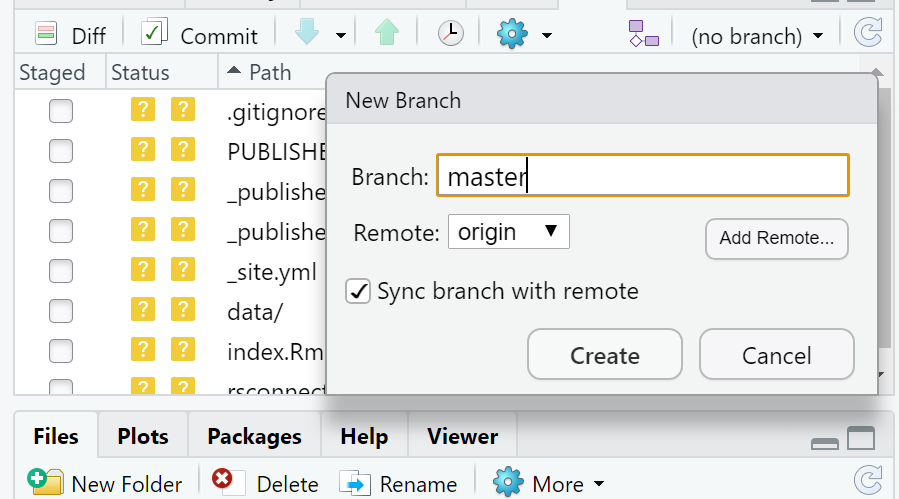 Diff Commit (no branch)
Staged Status Path
New Branch
? ? .gitignore
? ? PUBLISHE
Branch: master
? ? _publishe
? ? _publishe
Remote: origin Add Remote...
? ? _site.yml
Sync branch with remote
? ? data/
? ? index.Rm
Create Cancel
? ? rsconnect
Files Plots Packages Help Viewer
New Folder Delete Rename More